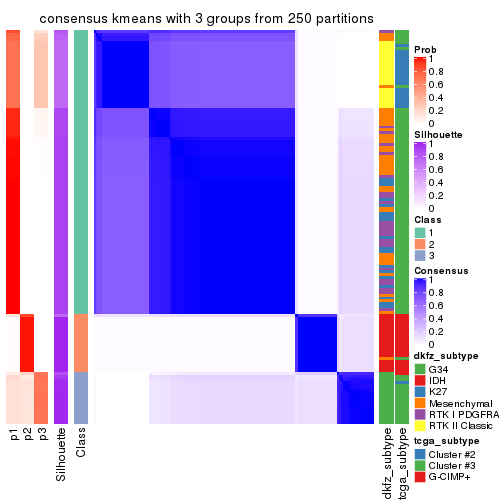 consensus kmeans with 3 groups from 250 partitions
Prob
1
0.8
0.6
0.4
0.2
0
Silhouette
1
0.8
0.6
0.4
0.2
0
Class
1
2
3
Consensus
1
0.8
0.6
0.4
0.2
0
dkfz_subtype
G34
IDH
K27
Mesenchymal
RTK I PDGFRA
RTK II Classic
tcga_subtype
Cluster #2
Cluster #3
G-CIMP+
p1
p2
p3
Silhouette
Class
dkfz_subtype
tcga_subtype